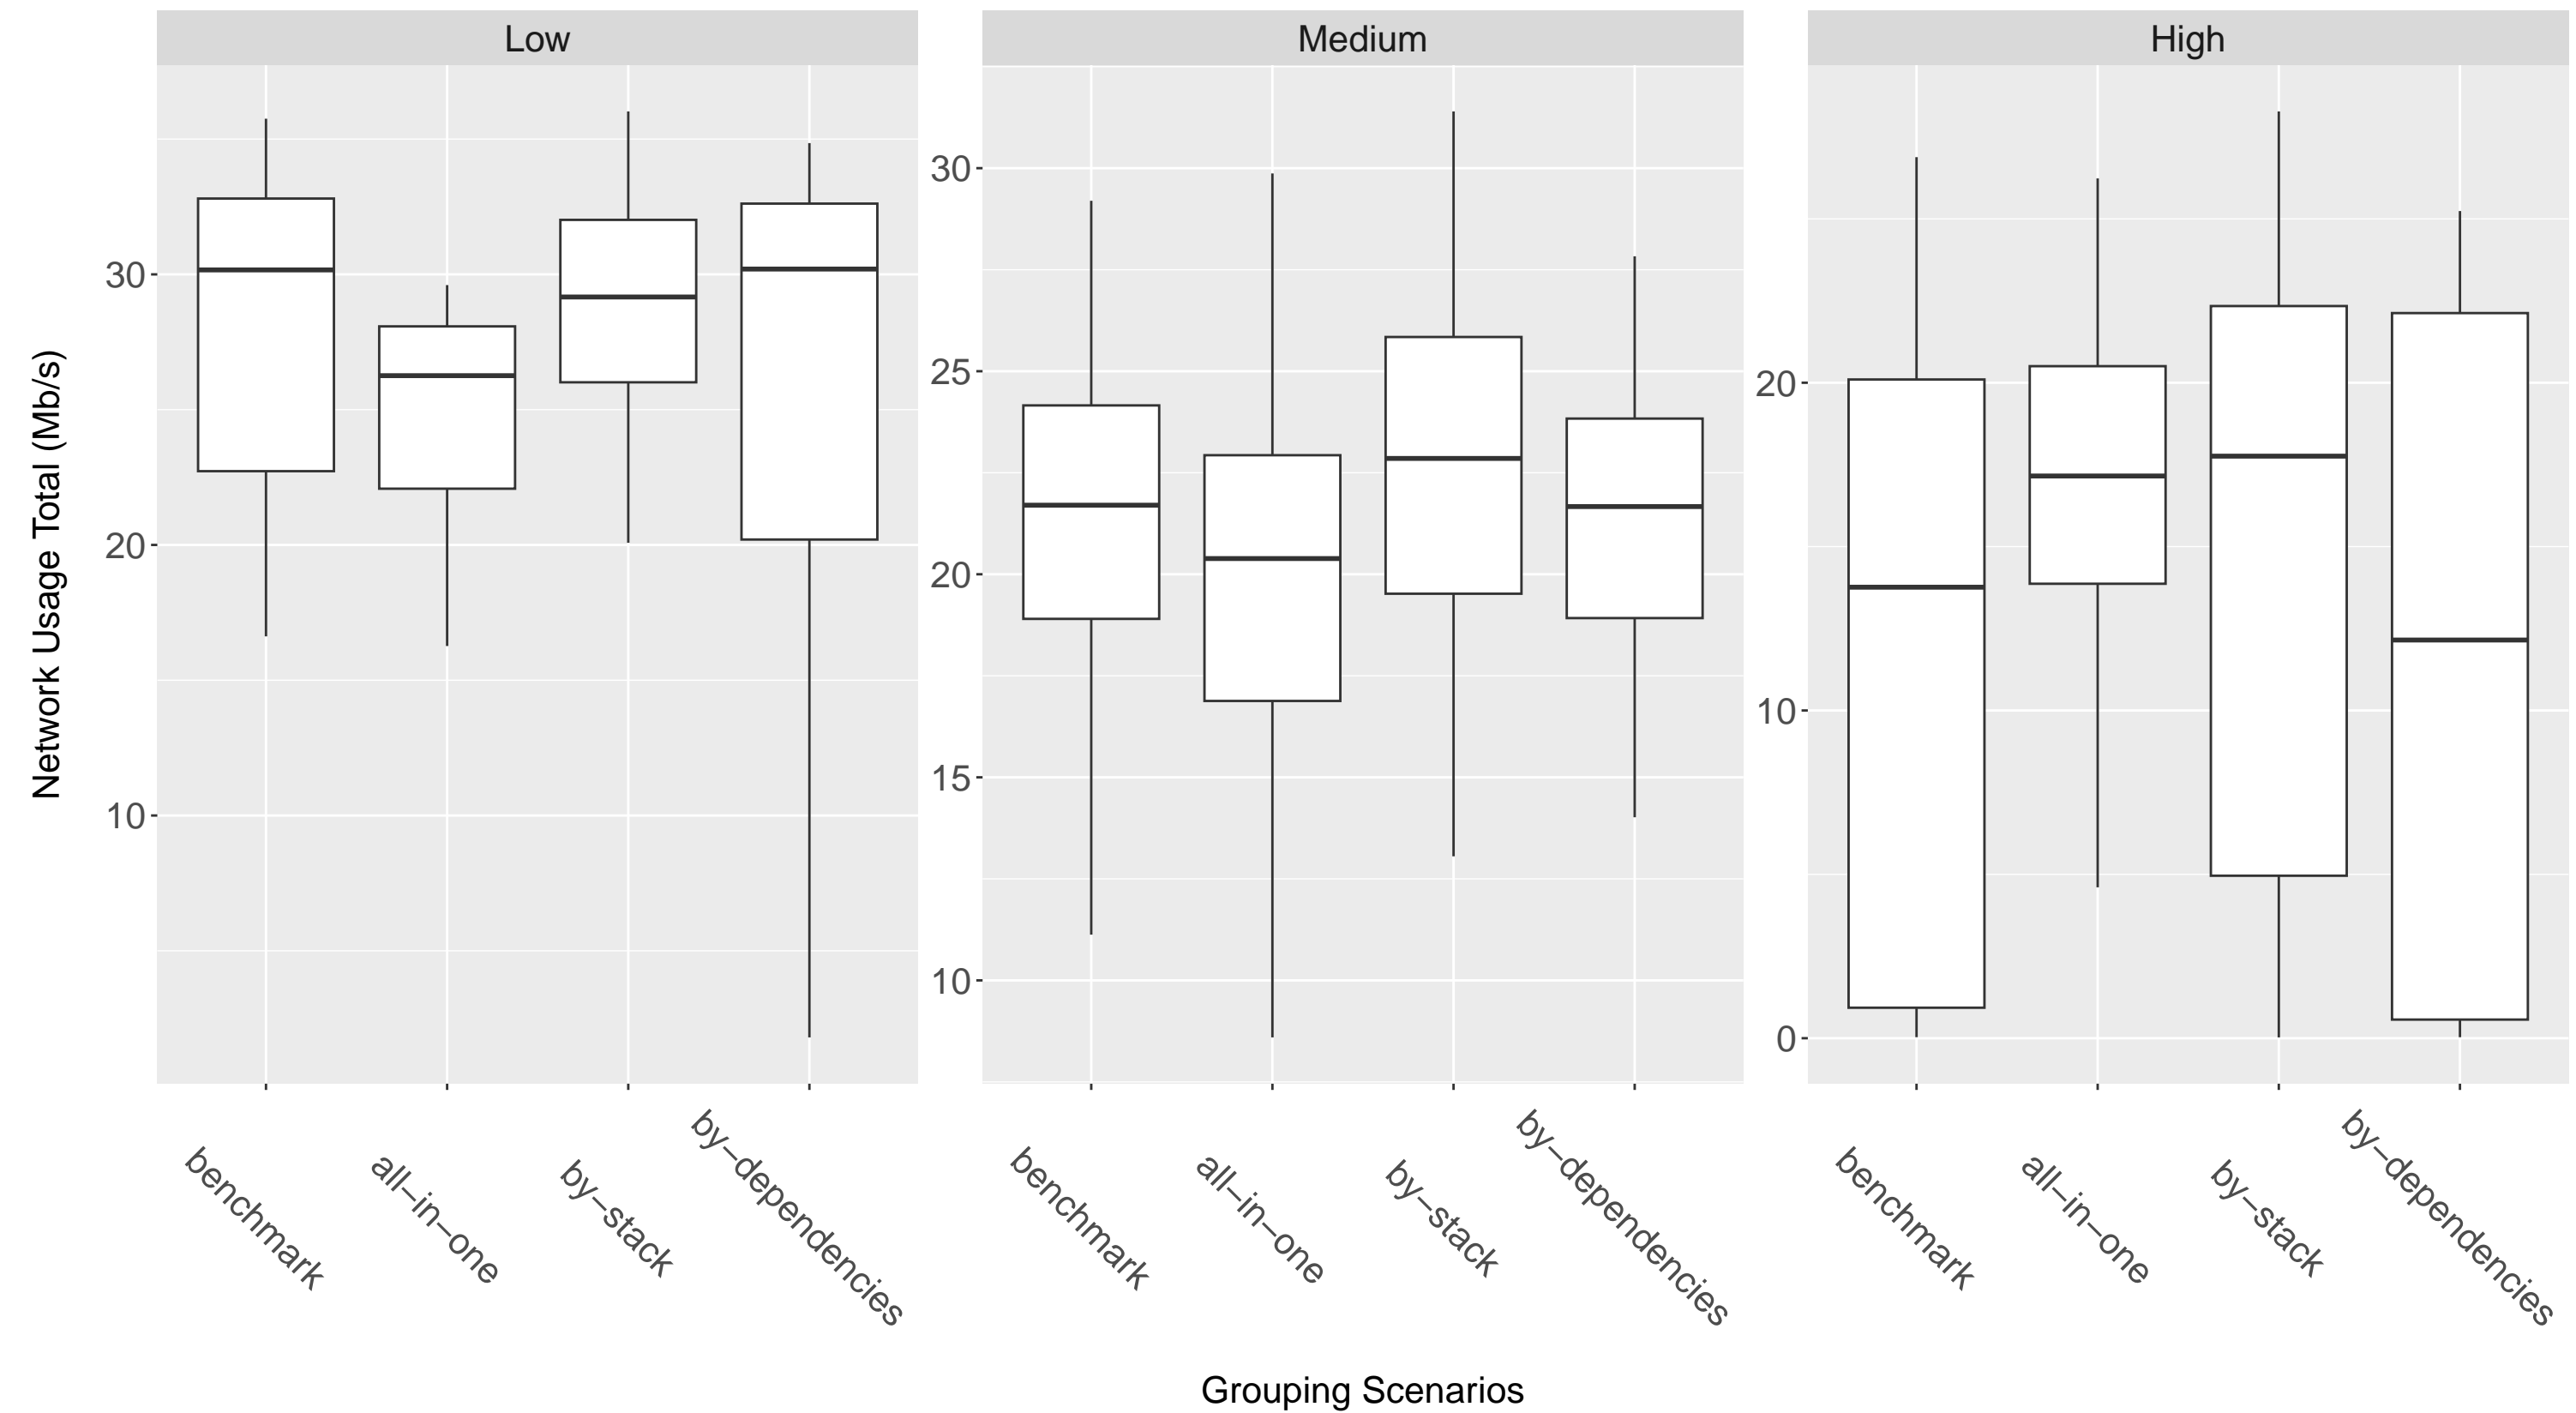 Low
Medium
High
Network Usage Total (Mb/s)
30
20
10
30
25
20
15
10
20
10
0
benchmark
all-in-one
by-stack
by-dependencies
benchmark
all-in-one
by-stack
by-dependencies
benchmark
all-in-one
by-stack
by-dependencies
Grouping Scenarios